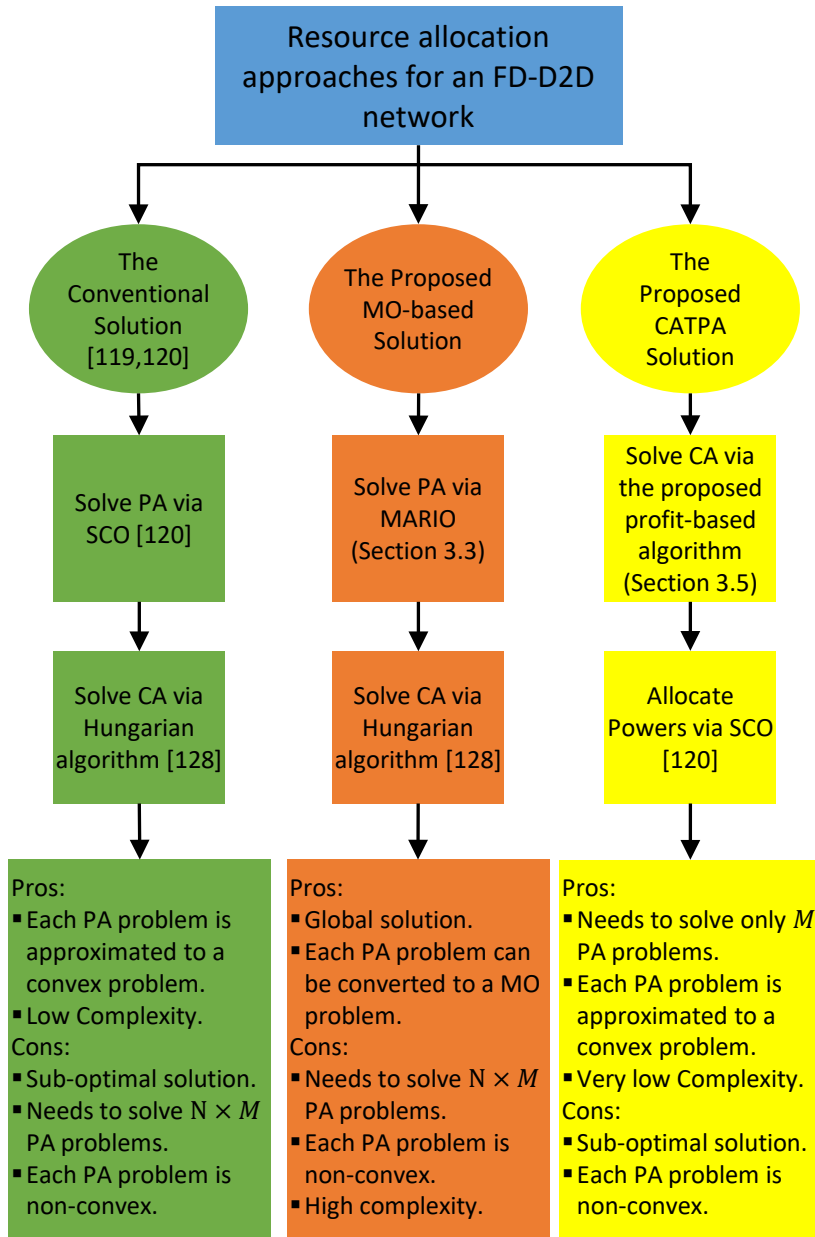 Resource allocation
approaches for an FD-D2D
network
The
Conventional
Solution
[119,120]
The Proposed
MO-based
Solution
The
Proposed
CATPA
Solution
Solve PA via
SCO [120]
Solve PA via
MARIO
(Section 3.3)
Solve CA via
the proposed
profit-based
algorithm
(Section 3.5)
Solve CA via
Hungarian
algorithm [128]
Solve CA via
Hungarian
algorithm [128]
Allocate
Powers via SCO
[120]
Pros:
▪ Each PA problem is
approximated to a
convex problem.
▪ Low Complexity.
Cons:
▪ Sub-optimal solution.
▪ Needs to solve N × M
PA problems.
▪ Each PA problem is
non-convex.
Pros:
▪ Global solution.
▪ Each PA problem can
be converted to a MO
problem.
Cons:
▪ Needs to solve N × M
PA problems.
▪ Each PA problem is
non-convex.
▪ High complexity.
Pros:
▪ Needs to solve only M
PA problems.
▪ Each PA problem is
approximated to a
convex problem.
▪ Very low Complexity.
Cons:
▪ Sub-optimal solution.
▪ Each PA problem is
non-convex.